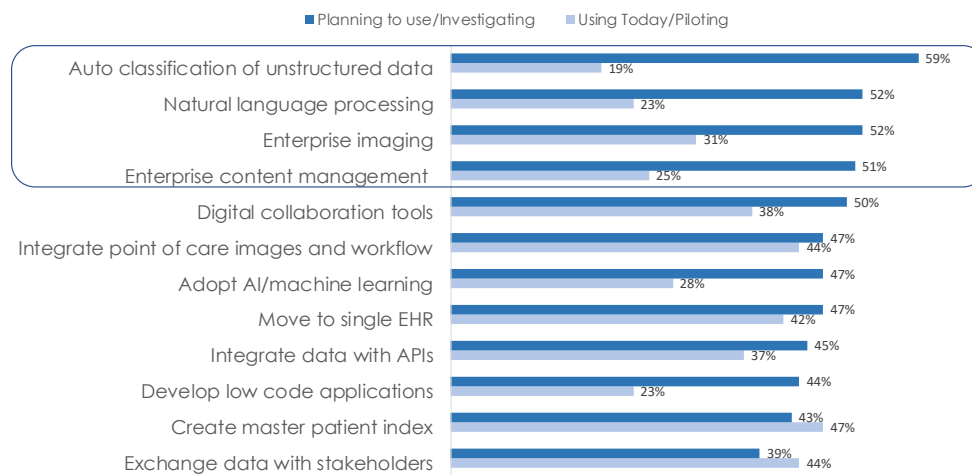 Planning to use/Investigating Using Today/Piloting
Auto classification of unstructured data 59%
19%
Natural language processing 52%
23%
Enterprise imaging 52%
31%
Enterprise content management 51%
25%
Digital collaboration tools 50%
38%
Integrate point of care images and workflow 47%
44%
Adopt AI/machine learning 47%
28%
Move to single EHR 47%
42%
Integrate data with APIs 45%
37%
Develop low code applications 44%
23%
Create master patient index 43%
47%
Exchange data with stakeholders 39%
44%